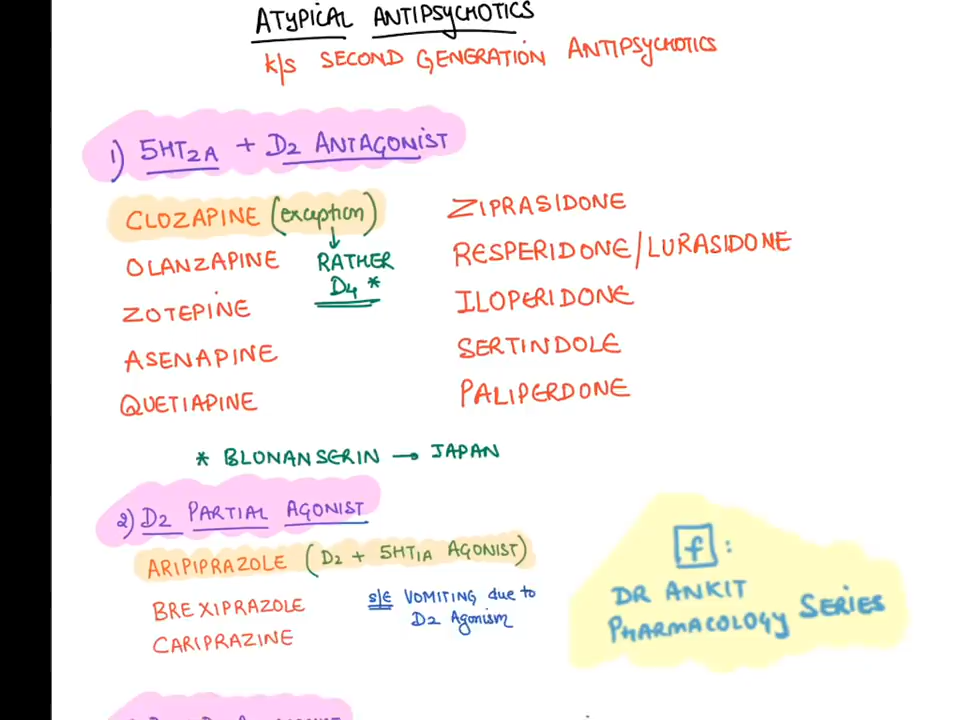 ATYPICAL ANTIPSYCHOTICS
k/s SECOND GENERATION ANTIPSYCHOTICS
1) 5HT2A + D2 ANTAGONIST
CLOZAPINE (exception)
RATHER
D4 *
OLANZAPINE
ZOTEPINE
ASENAPINE
QUETIAPINE
ZIPRASIDONE
RESPERIDONE/LURASIDONE
ILOPERIDONE
SERTINDOLE
PALIPERDONE
* BLONANSERIN → JAPAN
2) D2 PARTIAL AGONIST
ARIPIPRAZOLE (D2 + 5HT1A AGONIST)
BREXIPRAZOLE
CARIPRAZINE
s/E VOMITING due to
D2 Agonism
f :
DR ANKIT
PHARMACOLOGY SERIES